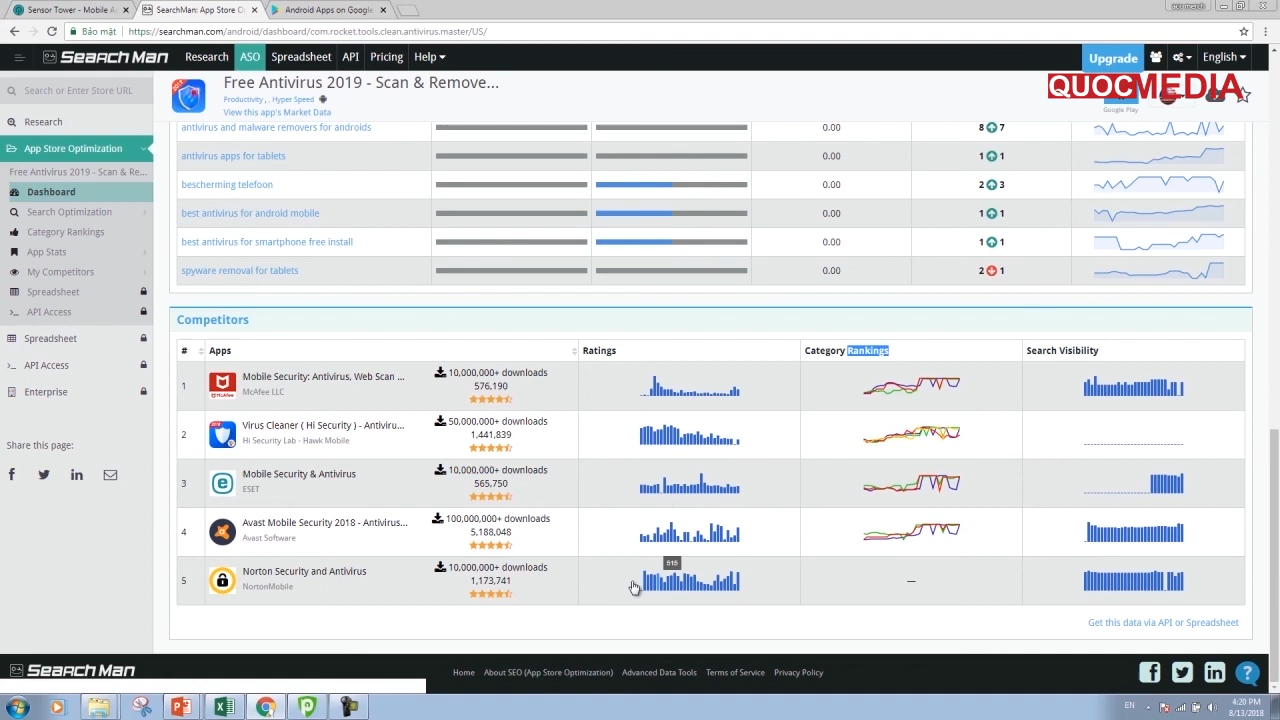 Sensor Tower - Mobile A
SearchMan: App Store O
Android Apps on Google
Bảo mật
https://searchman.com/android/dashboard/com.rocket.tools.clean.antivirus.master/US/
SearchMan
Research
ASO
Spreadsheet
API
Pricing
Help
Upgrade
English
Search or Enter Store URL
Free Antivirus 2019 - Scan & Remove...
Productivity, , Hyper Speed
View this app's Market Data
QUOCMEDIA
Google Play
Research
App Store Optimization
Free Antivirus 2019 - Scan & Re...
Dashboard
Search Optimization
Category Rankings
App Stats
My Competitors
Spreadsheet
API Access
Spreadsheet
API Access
Enterprise
Share this page:
antivirus and malware removers for androids 0.00 8 7
antivirus apps for tablets 0.00 1 1
bescherming telefoon 0.00 2 3
best antivirus for android mobile 0.00 1 1
best antivirus for smartphone free install 0.00 1 1
spyware removal for tablets 0.00 2 1
Competitors
# Apps Ratings Category Rankings Search Visibility
1 Mobile Security: Antivirus, Web Scan ... 10,000,000+ downloads
McAfee LLC 576,190
2 Virus Cleaner ( Hi Security ) - Antiviru... 50,000,000+ downloads
Hi Security Lab - Hawk Mobile 1,441,839
3 Mobile Security & Antivirus 10,000,000+ downloads
ESET 565,750
4 Avast Mobile Security 2018 - Antivirus... 100,000,000+ downloads
Avast Software 5,188,048
5 Norton Security and Antivirus 10,000,000+ downloads
NortonMobile 1,173,741
515
—
Get this data via API or Spreadsheet
SearchMan
Home
About SEO (App Store Optimization)
Advanced Data Tools
Terms of Service
Privacy Policy
EN
4:20 PM
8/13/2018